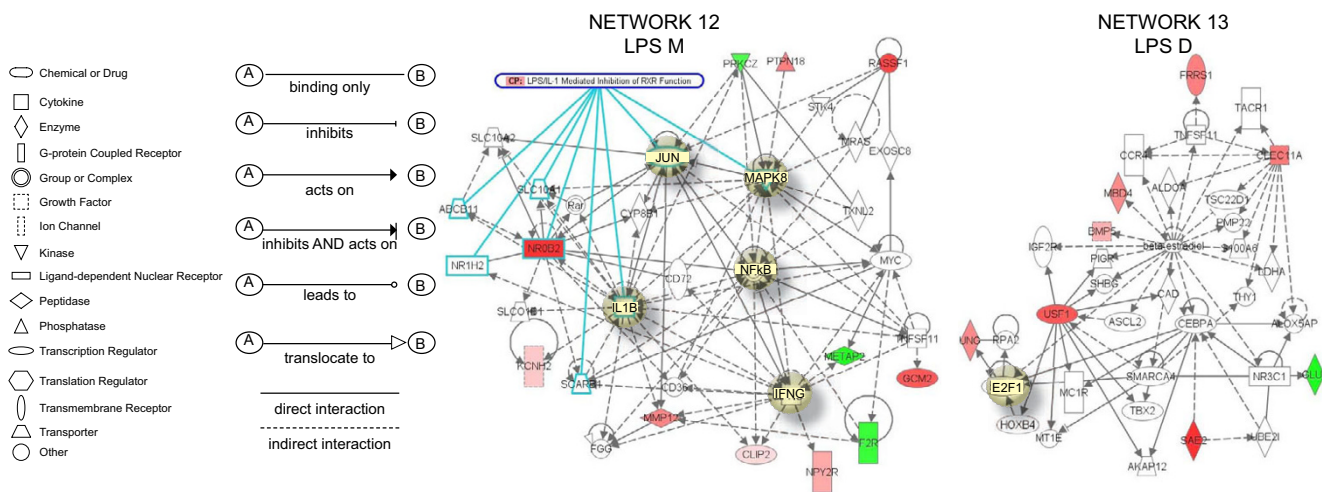 NETWORK 12
LPS M
NETWORK 13
LPS D
Chemical or Drug
Cytokine
Enzyme
G-protein Coupled Receptor
Group or Complex
Growth Factor
Ion Channel
Kinase
Ligand-dependent Nuclear Receptor
Peptidase
Phosphatase
Transcription Regulator
Translation Regulator
Transmembrane Receptor
Transporter
Other
A B
binding only
A B
inhibits
A B
acts on
A B
inhibits AND acts on
A B
leads to
A B
translocate to
direct interaction
indirect interaction
CP: LPS/IL-1 Mediated Inhibition of RXR Function
PRKCZ
PTPN18
RASSF1
STK4
SLC10A2
MRAS
EXOSC8
JUN
MAPK8
SLC10A1
ABCB11
Rar
CYP8B1
TXNL2
NR0B2
NR1H2
CD72
NFkB
MYC
IL1B
SLCO1B1
TNFSF11
KCNH2
METAP2
GCM2
SCARB1
CD36
IFNG
MMP12
FGG
CLIP2
F2R
NPY2R
FRRS1
TACR1
TNFSF11
CCR4
CLEC11A
MBD4
ALDOA
TSC22D1
BMP5
PMP22
beta-estradiol
S100A6
IGF2R
PIGR
LDHA
SHBG
CAD
THY1
USF1
ASCL2
CEBPA
ALOX5AP
UNG
RPA2
E2F1
SMARCA4
NR3C1
MC1R
TBX2
HOXB4
MT1E
SAE2
UBE2I
AKAP12